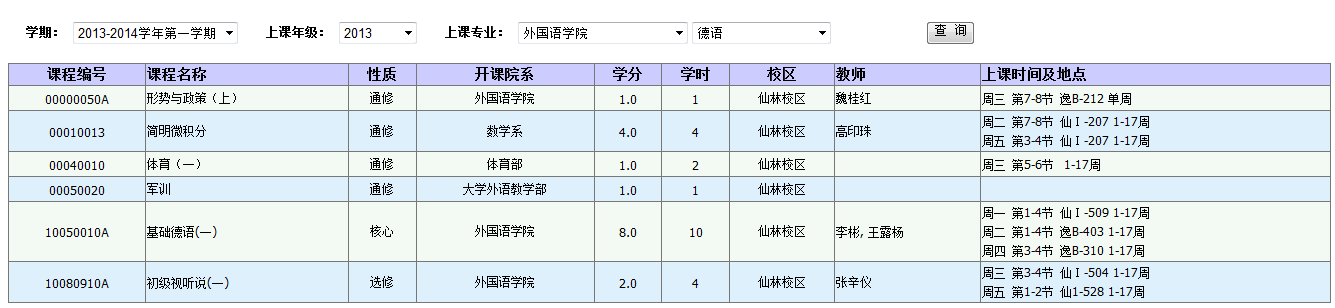 学期： 2013-2014学年第一学期 上课年级： 2013 上课专业： 外国语学院 德语 查 询
课程编号 课程名称 性质 开课院系 学分 学时 校区 教师 上课时间及地点
00000050A 形势与政策（上） 通修 外国语学院 1.0 1 仙林校区 魏桂红 周三 第7-8节 逸B-212 单周
00010013 简明微积分 通修 数学系 4.0 4 仙林校区 高印珠 周二 第7-8节 仙Ⅰ-207 1-17周
周五 第3-4节 仙Ⅰ-207 1-17周
00040010 体育（一） 通修 体育部 1.0 2 仙林校区 周三 第5-6节 1-17周
00050020 军训 通修 大学外语教学部 1.0 1 仙林校区
10050010A 基础德语(一) 核心 外国语学院 8.0 10 仙林校区 李彬, 王露杨 周一 第1-4节 仙Ⅰ-509 1-17周
周二 第1-4节 逸B-403 1-17周
周四 第3-4节 逸B-310 1-17周
10080910A 初级视听说(一) 选修 外国语学院 2.0 4 仙林校区 张辛仪 周三 第3-4节 仙Ⅰ-504 1-17周
周五 第1-2节 仙1-528 1-17周